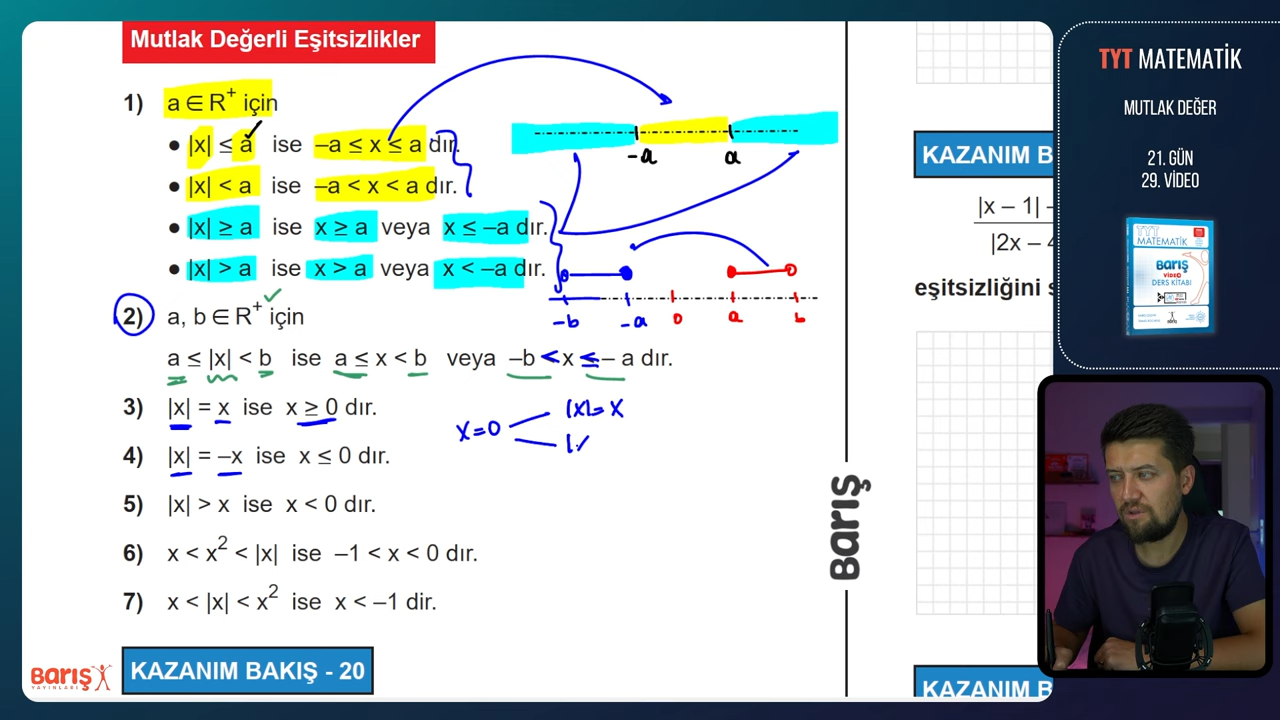 Mutlak Değerli Eşitsizlikler
1) a ∈ R⁺ için
● |x| ≤ a ise –a ≤ x ≤ a dır.
● |x| < a ise –a < x < a dır.
● |x| ≥ a ise x ≥ a veya x ≤ –a dır.
● |x| > a ise x > a veya x < –a dır.
-a a
-b -a 0 a b
2) a, b ∈ R⁺ için
a ≤ |x| < b ise a ≤ x < b veya –b < x ≤ – a dır.
3) |x| = x ise x ≥ 0 dır.
x=0
|x|=x
4) |x| = –x ise x ≤ 0 dır.
5) |x| > x ise x < 0 dır.
6) x < x² < |x| ise –1 < x < 0 dır.
7) x < |x| < x² ise x < –1 dir.
KAZANIM BAKIŞ - 20
BARIŞ
YAYINLARI
BARIŞ
KAZANIM B
|x – 1| –
|2x – 4
eşitsizliğini s
KAZANIM B
TYT MATEMATİK
MUTLAK DEĞER
21. GÜN
29. VİDEO
TYT
MATEMATİK
BARIŞ
VİDEO
DERS KİTABI